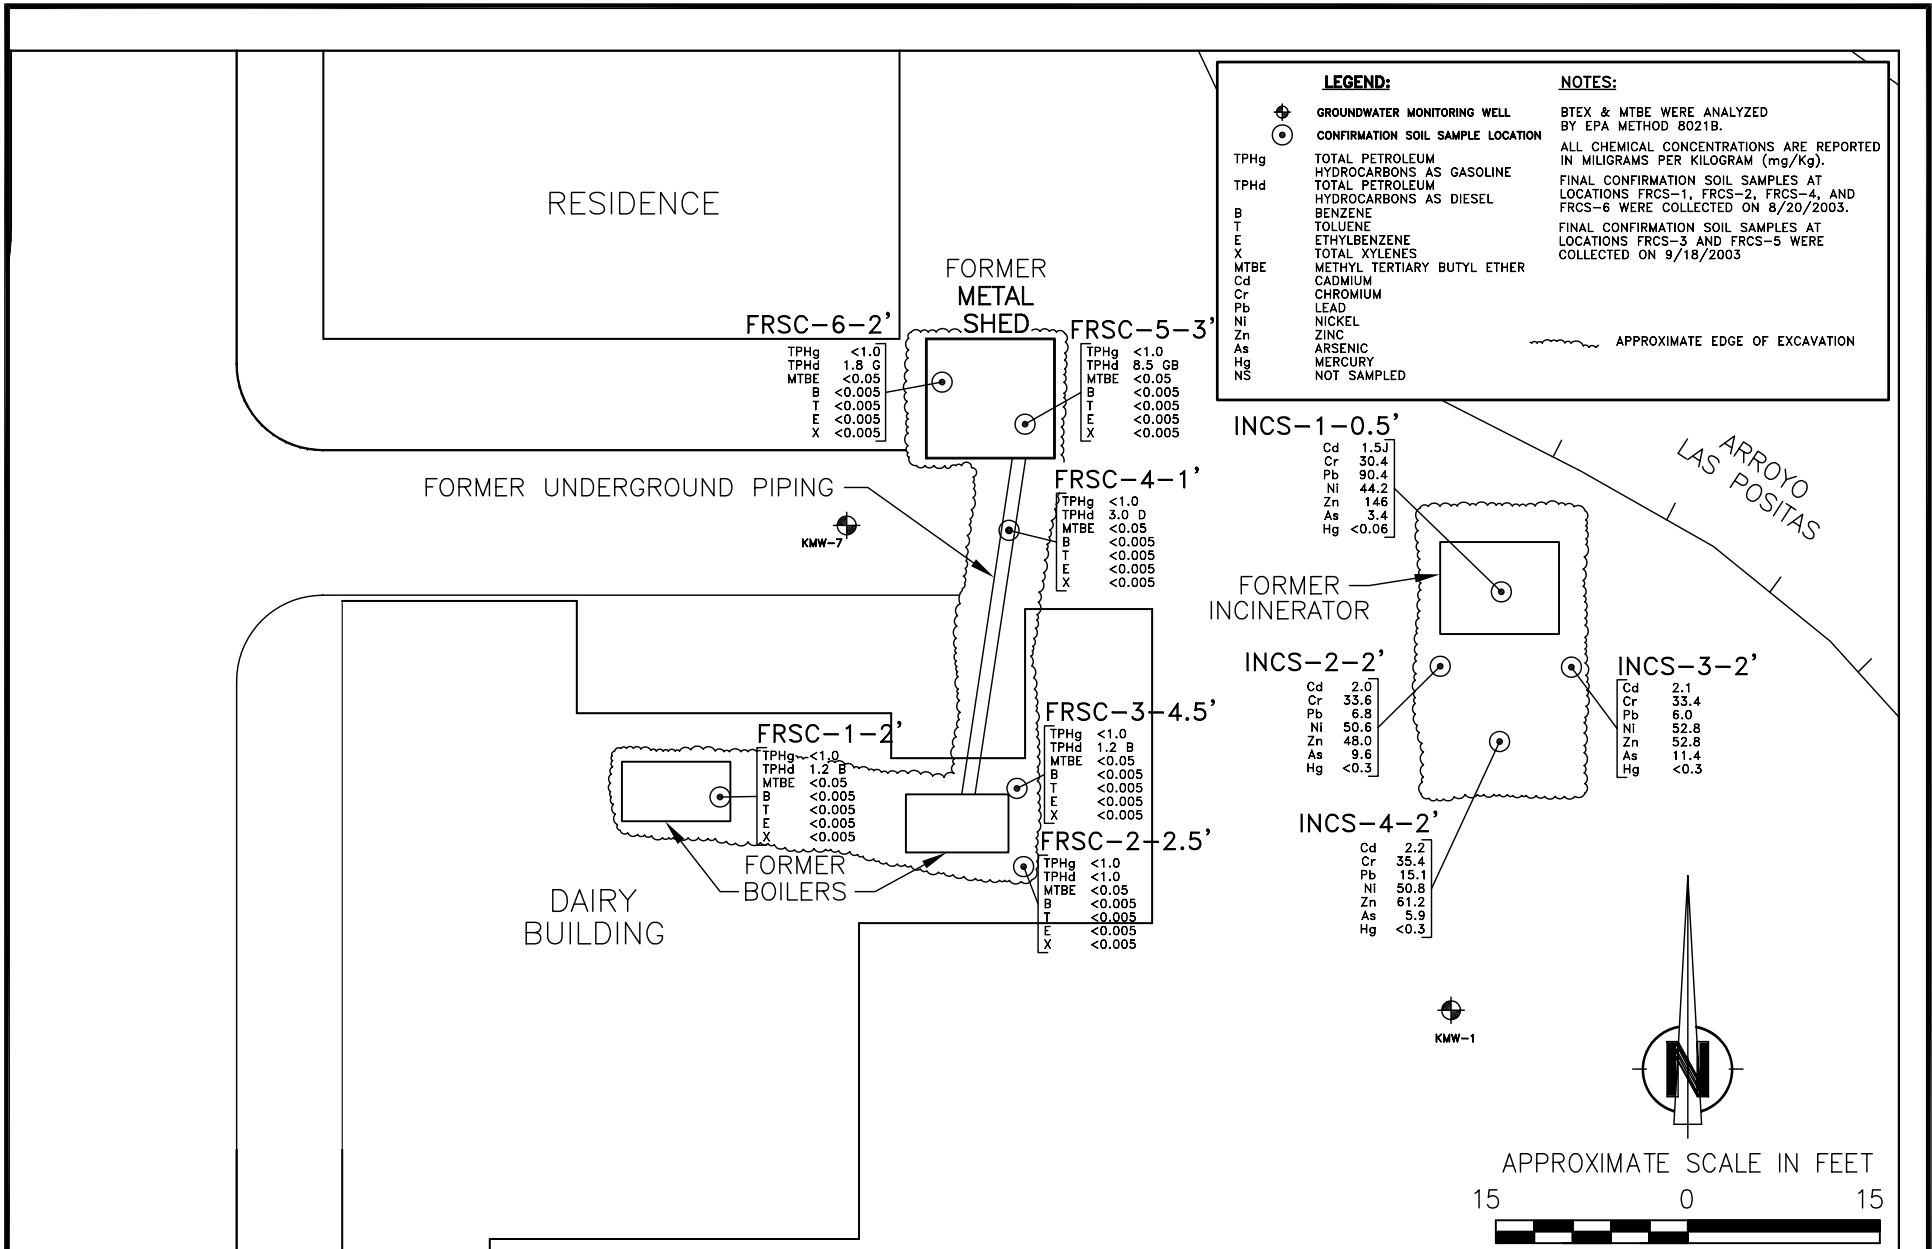 LEGEND:
GROUNDWATER MONITORING WELL
CONFIRMATION SOIL SAMPLE LOCATION
TPHg TOTAL PETROLEUM
HYDROCARBONS AS GASOLINE
TPHd TOTAL PETROLEUM
HYDROCARBONS AS DIESEL
B BENZENE
T TOLUENE
E ETHYLBENZENE
X TOTAL XYLENES
MTBE METHYL TERTIARY BUTYL ETHER
Cd CADMIUM
Cr CHROMIUM
Pb LEAD
Ni NICKEL
Zn ZINC
As ARSENIC
Hg MERCURY
NS NOT SAMPLED
NOTES:
BTEX & MTBE WERE ANALYZED
BY EPA METHOD 8021B.
ALL CHEMICAL CONCENTRATIONS ARE REPORTED
IN MILIGRAMS PER KILOGRAM (mg/Kg).
FINAL CONFIRMATION SOIL SAMPLES AT
LOCATIONS FRCS-1, FRCS-2, FRCS-4, AND
FRCS-6 WERE COLLECTED ON 8/20/2003.
FINAL CONFIRMATION SOIL SAMPLES AT
LOCATIONS FRCS-3 AND FRCS-5 WERE
COLLECTED ON 9/18/2003
APPROXIMATE EDGE OF EXCAVATION
RESIDENCE
FORMER
METAL
SHED
FRSC-6-2'
TPHg <1.0
TPHd 1.8 G
MTBE <0.05
B <0.005
T <0.005
E <0.005
X <0.005
FRSC-5-3'
TPHg <1.0
TPHd 8.5 GB
MTBE <0.05
B <0.005
T <0.005
E <0.005
X <0.005
FORMER UNDERGROUND PIPING
KMW-7
FRSC-4-1'
TPHg <1.0
TPHd 3.0 D
MTBE <0.05
B <0.005
T <0.005
E <0.005
X <0.005
INCS-1-0.5'
Cd 1.5J
Cr 30.4
Pb 90.4
Ni 44.2
Zn 146
As 3.4
Hg <0.06
ARROYO
LAS POSITAS
FORMER
INCINERATOR
INCS-2-2'
Cd 2.0
Cr 33.6
Pb 6.8
Ni 50.6
Zn 48.0
As 9.6
Hg <0.3
INCS-3-2'
Cd 2.1
Cr 33.4
Pb 6.0
Ni 52.8
Zn 52.8
As 11.4
Hg <0.3
FRSC-1-2'
TPHg <1.0
TPHd 1.2 B
MTBE <0.05
B <0.005
T <0.005
E <0.005
X <0.005
FRSC-3-4.5'
TPHg <1.0
TPHd 1.2 B
MTBE <0.05
B <0.005
T <0.005
E <0.005
X <0.005
FRSC-2-2.5'
TPHg <1.0
TPHd <1.0
MTBE <0.05
B <0.005
T <0.005
E <0.005
X <0.005
INCS-4-2'
Cd 2.2
Cr 35.4
Pb 15.1
Ni 50.8
Zn 61.2
As 5.9
Hg <0.3
FORMER
BOILERS
DAIRY
BUILDING
KMW-1
N
APPROXIMATE SCALE IN FEET
15 0 15